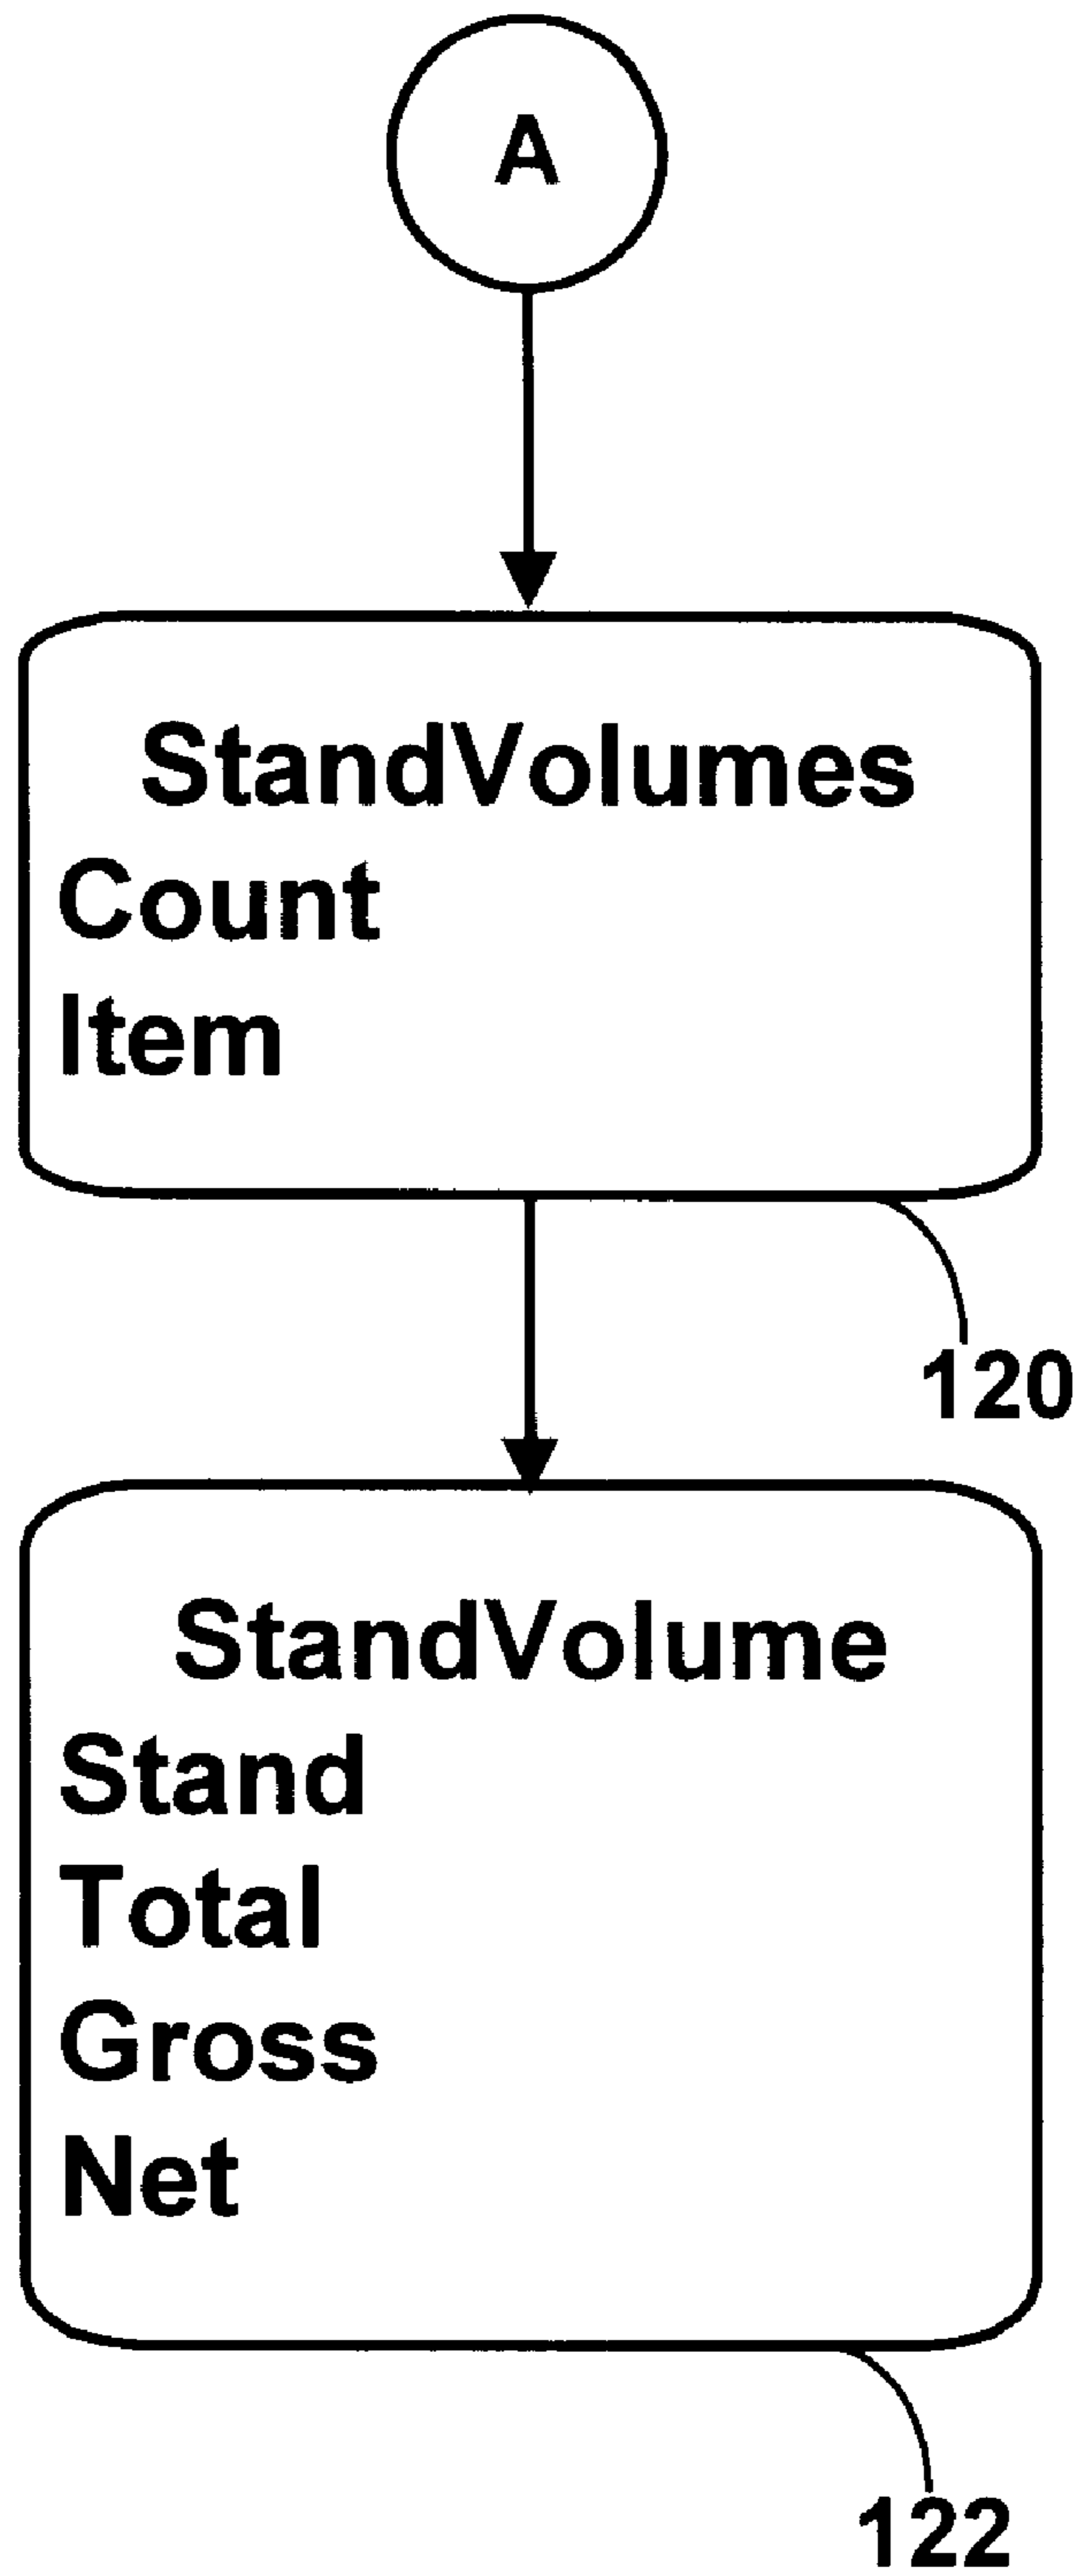 A
StandVolumes
Count
Item
120
StandVolume
Stand
Total
Gross
Net
122